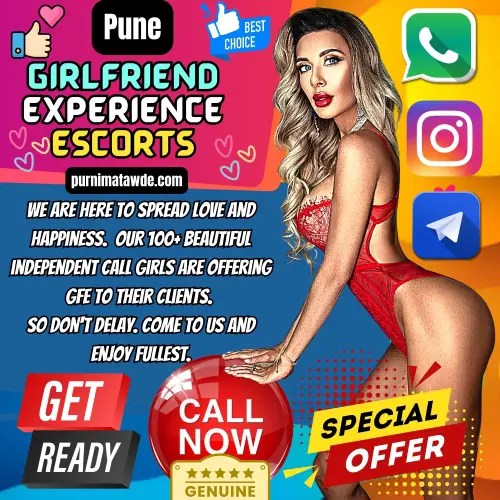 Pune
BEST
CHOICE
GIRLFRIEND
EXPERIENCE
ESCORTS
purnimatawde.com
WE ARE HERE TO SPREAD LOVE AND
HAPPINESS. OUR 100+ BEAUTIFUL
INDEPENDENT CALL GIRLS ARE OFFERING
GFE TO THEIR CLIENTS.
SO DON'T DELAY. COME TO US AND
ENJOY FULLEST.
GET
READY
CALL
NOW
GENUINE
SPECIAL
OFFER